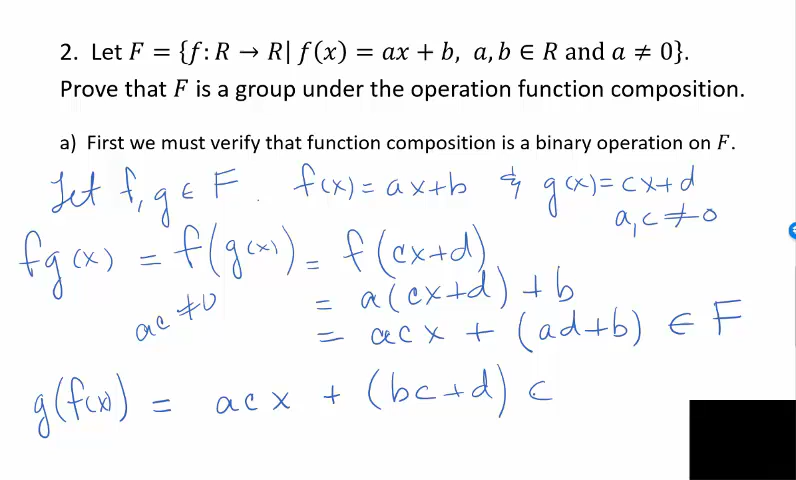 2. Let F = {f: R → R| f(x) = ax + b, a, b ∈ R and a ≠ 0}.
Prove that F is a group under the operation function composition.
a) First we must verify that function composition is a binary operation on F.
Let f, g ∈ F. f(x) = ax+b & g(x) = cx+d
a, c ≠ 0
fg(x) = f(g(x)) = f(cx+d)
= a(cx+d) + b
ac ≠ 0
= acx + (ad+b) ∈ F
g(f(x)) = acx + (bc+d) c